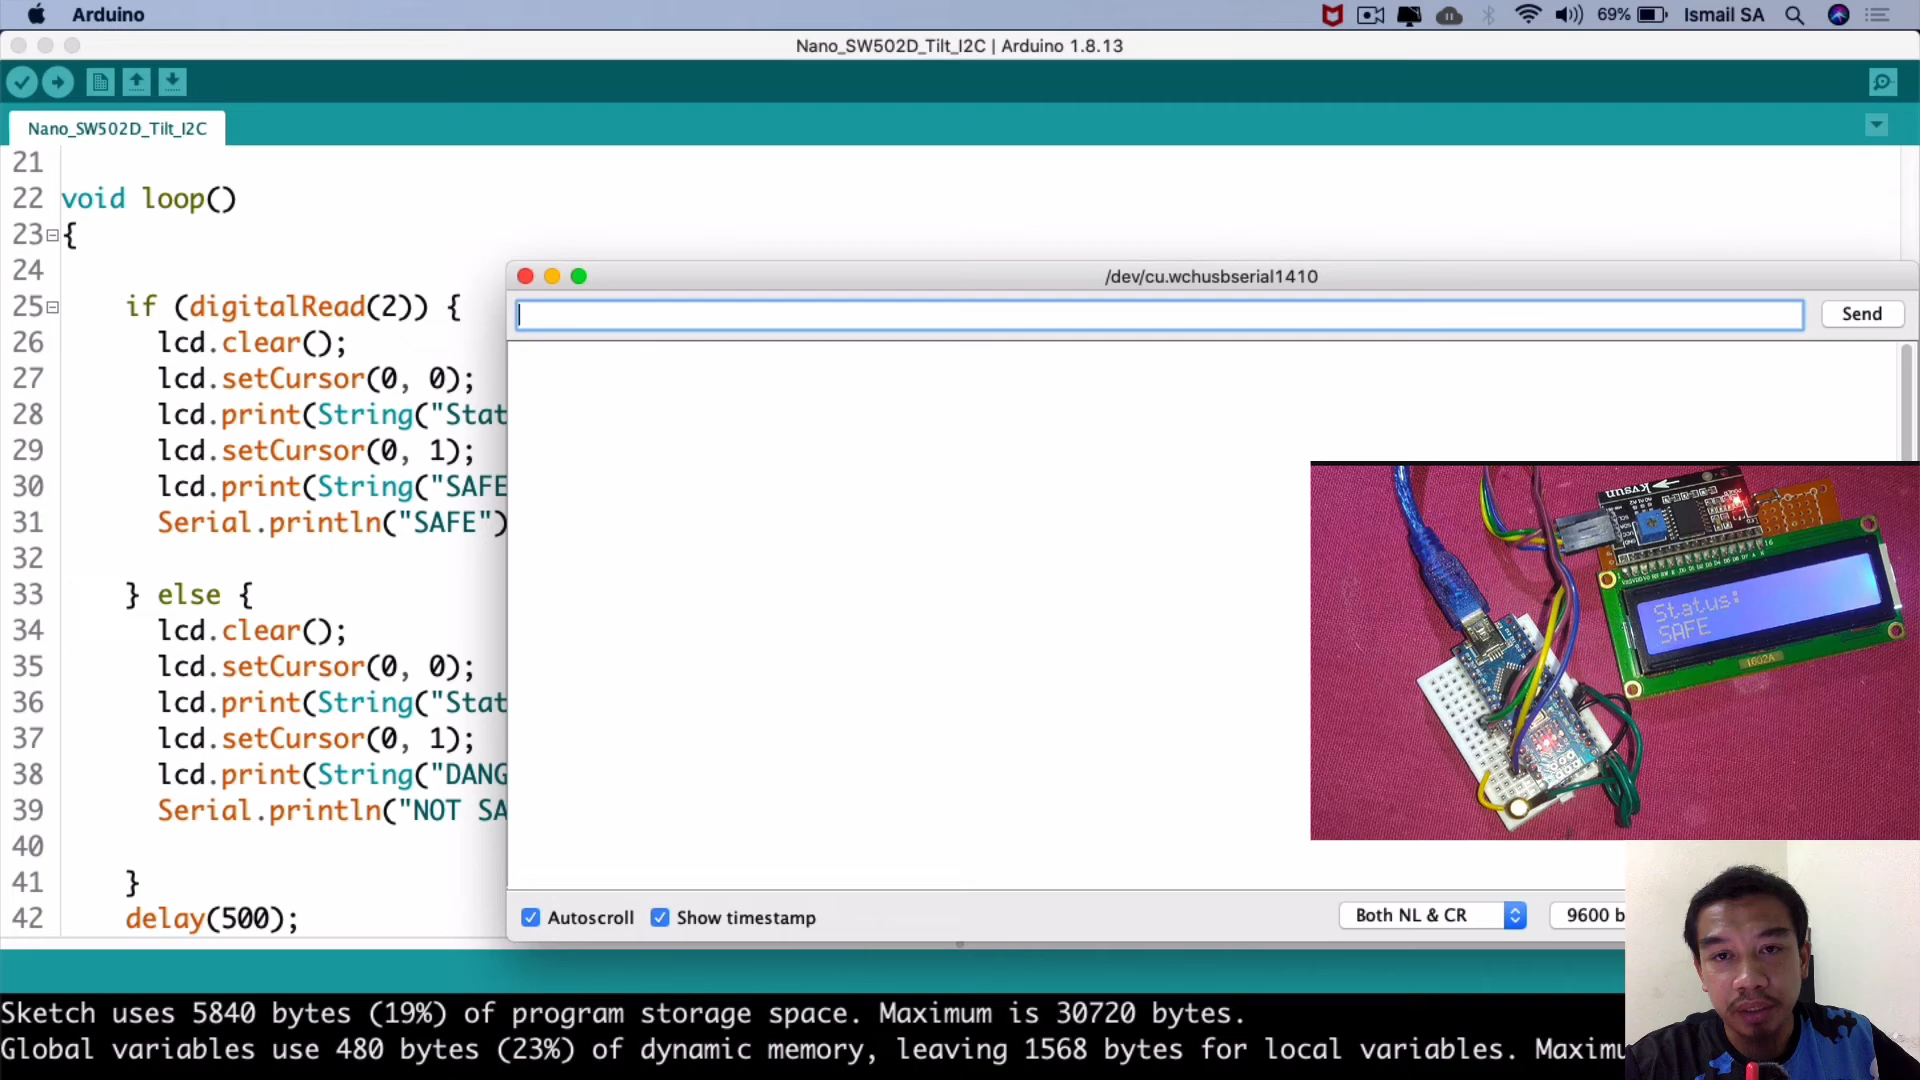 Arduino
69%
Ismail SA
Nano_SW502D_Tilt_I2C | Arduino 1.8.13
Nano_SW502D_Tilt_I2C
21
22 void loop()
23 {
24
25 if (digitalRead(2)) {
26 lcd.clear();
27 lcd.setCursor(0, 0);
28 lcd.print(String("Stat
29 lcd.setCursor(0, 1);
30 lcd.print(String("SAFE
31 Serial.println("SAFE")
32
33 } else {
34 lcd.clear();
35 lcd.setCursor(0, 0);
36 lcd.print(String("Stat
37 lcd.setCursor(0, 1);
38 lcd.print(String("DANG
39 Serial.println("NOT SA
40
41 }
42 delay(500);
/dev/cu.wchusbserial1410
Send
kvsun
Status:
SAFE
1602A
Autoscroll
Show timestamp
Both NL & CR
9600 b
Sketch uses 5840 bytes (19%) of program storage space. Maximum is 30720 bytes.
Global variables use 480 bytes (23%) of dynamic memory, leaving 1568 bytes for local variables. Maximu